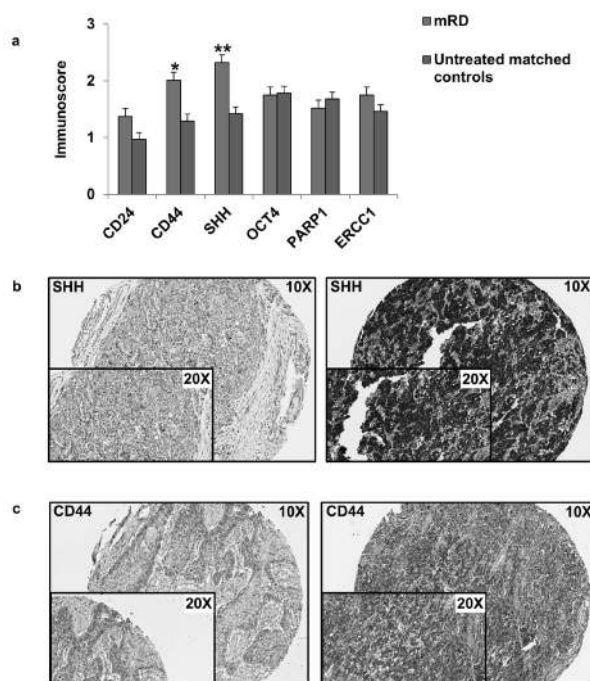 mRD
Untreated matched
controls
a
Immunoscore
3
2
1
0
*
**
CD24
CD44
SHH
OCT4
PARP1
ERCC1
b
SHH
10X
20X
SHH
10X
20X
c
CD44
10X
20X
CD44
10X
20X